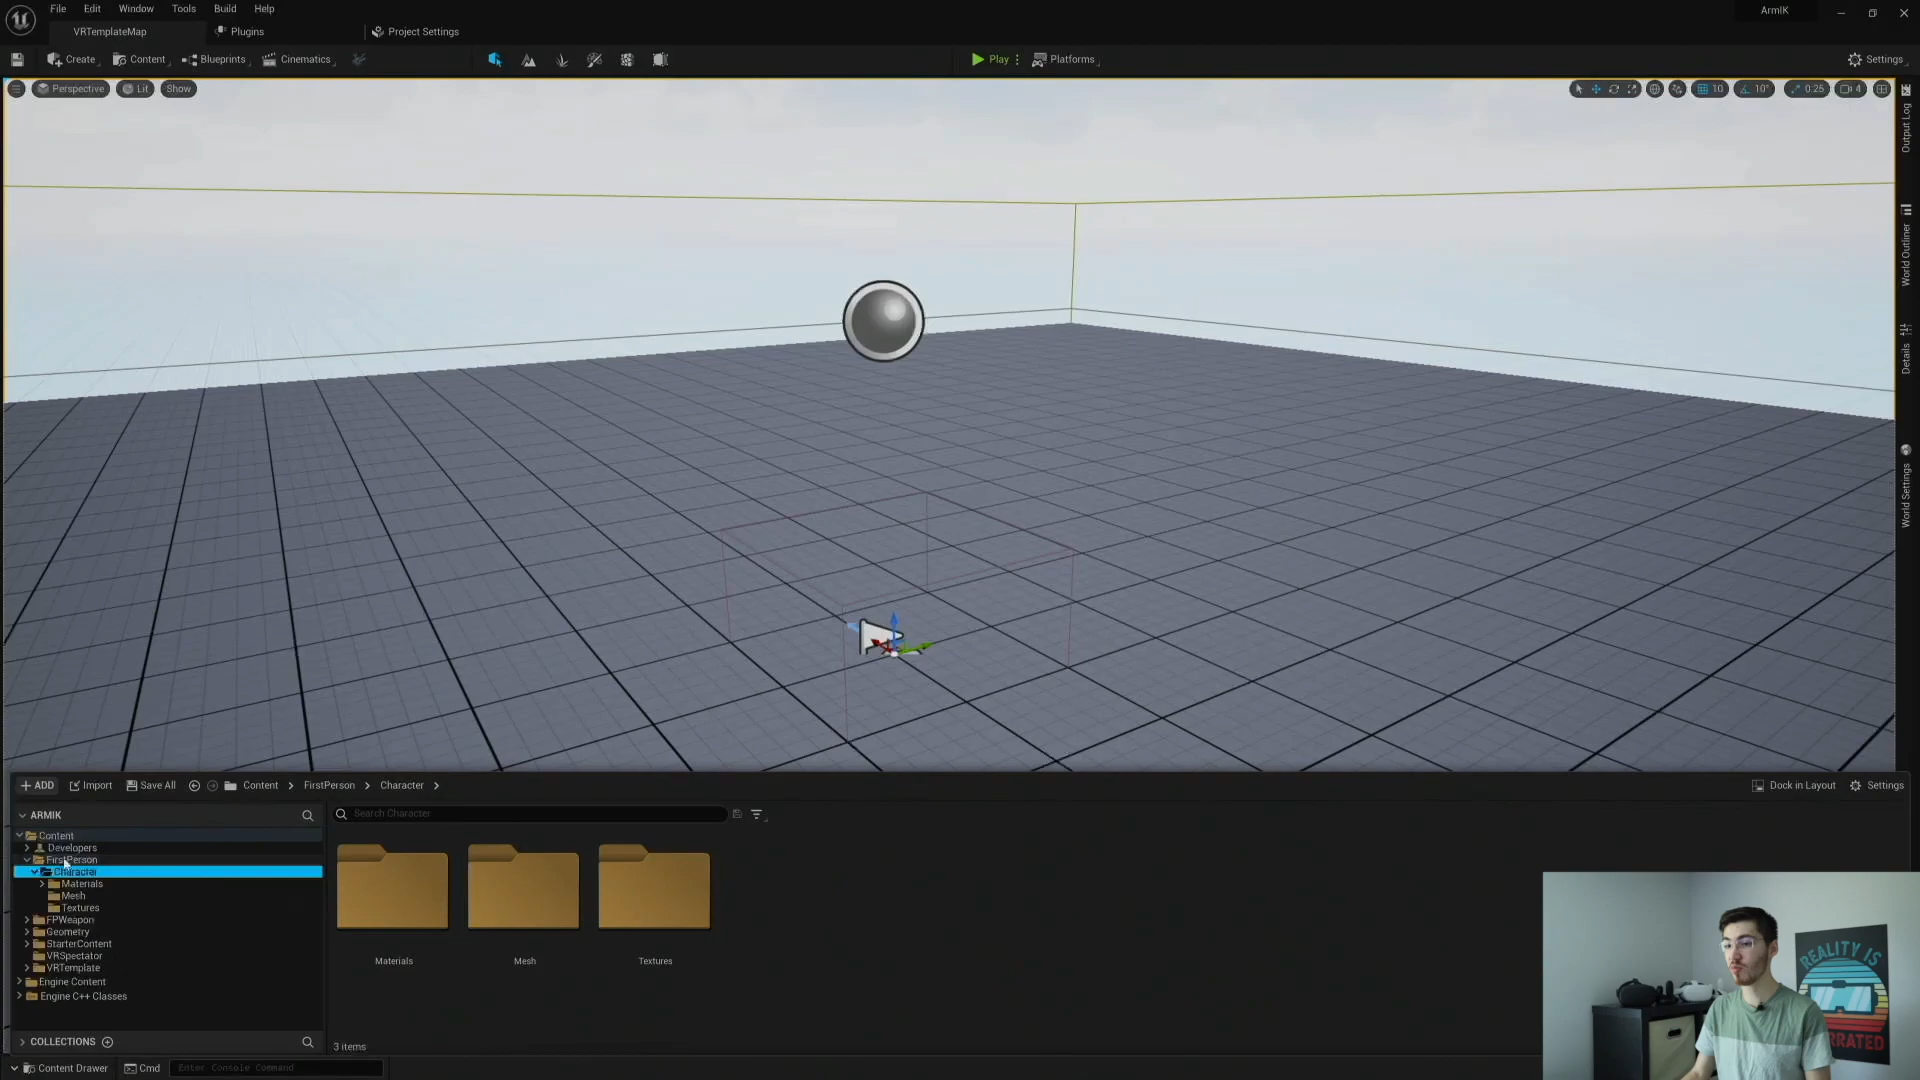 File Edit Window Tools Build Help
ArmIK
VRTemplateMap Plugins Project Settings
Create Content Blueprints Cinematics Play Platforms Settings
Perspective Lit Show
10 10° 0.25 4
Output Log
World Outliner
Details
World Settings
+ ADD Import Save All Content > FirstPerson > Character > Dock in Layout Settings
ARMIK
Search Character
Content
Developers
FirstPerson
Character
Materials
Mesh
Textures
FPWeapon
Geometry
StarterContent
VRSpectator
VRTemplate
Engine Content
Engine C++ Classes
Materials Mesh Textures
COLLECTIONS
3 items
Content Drawer Cmd Enter Console Command
REALITY IS